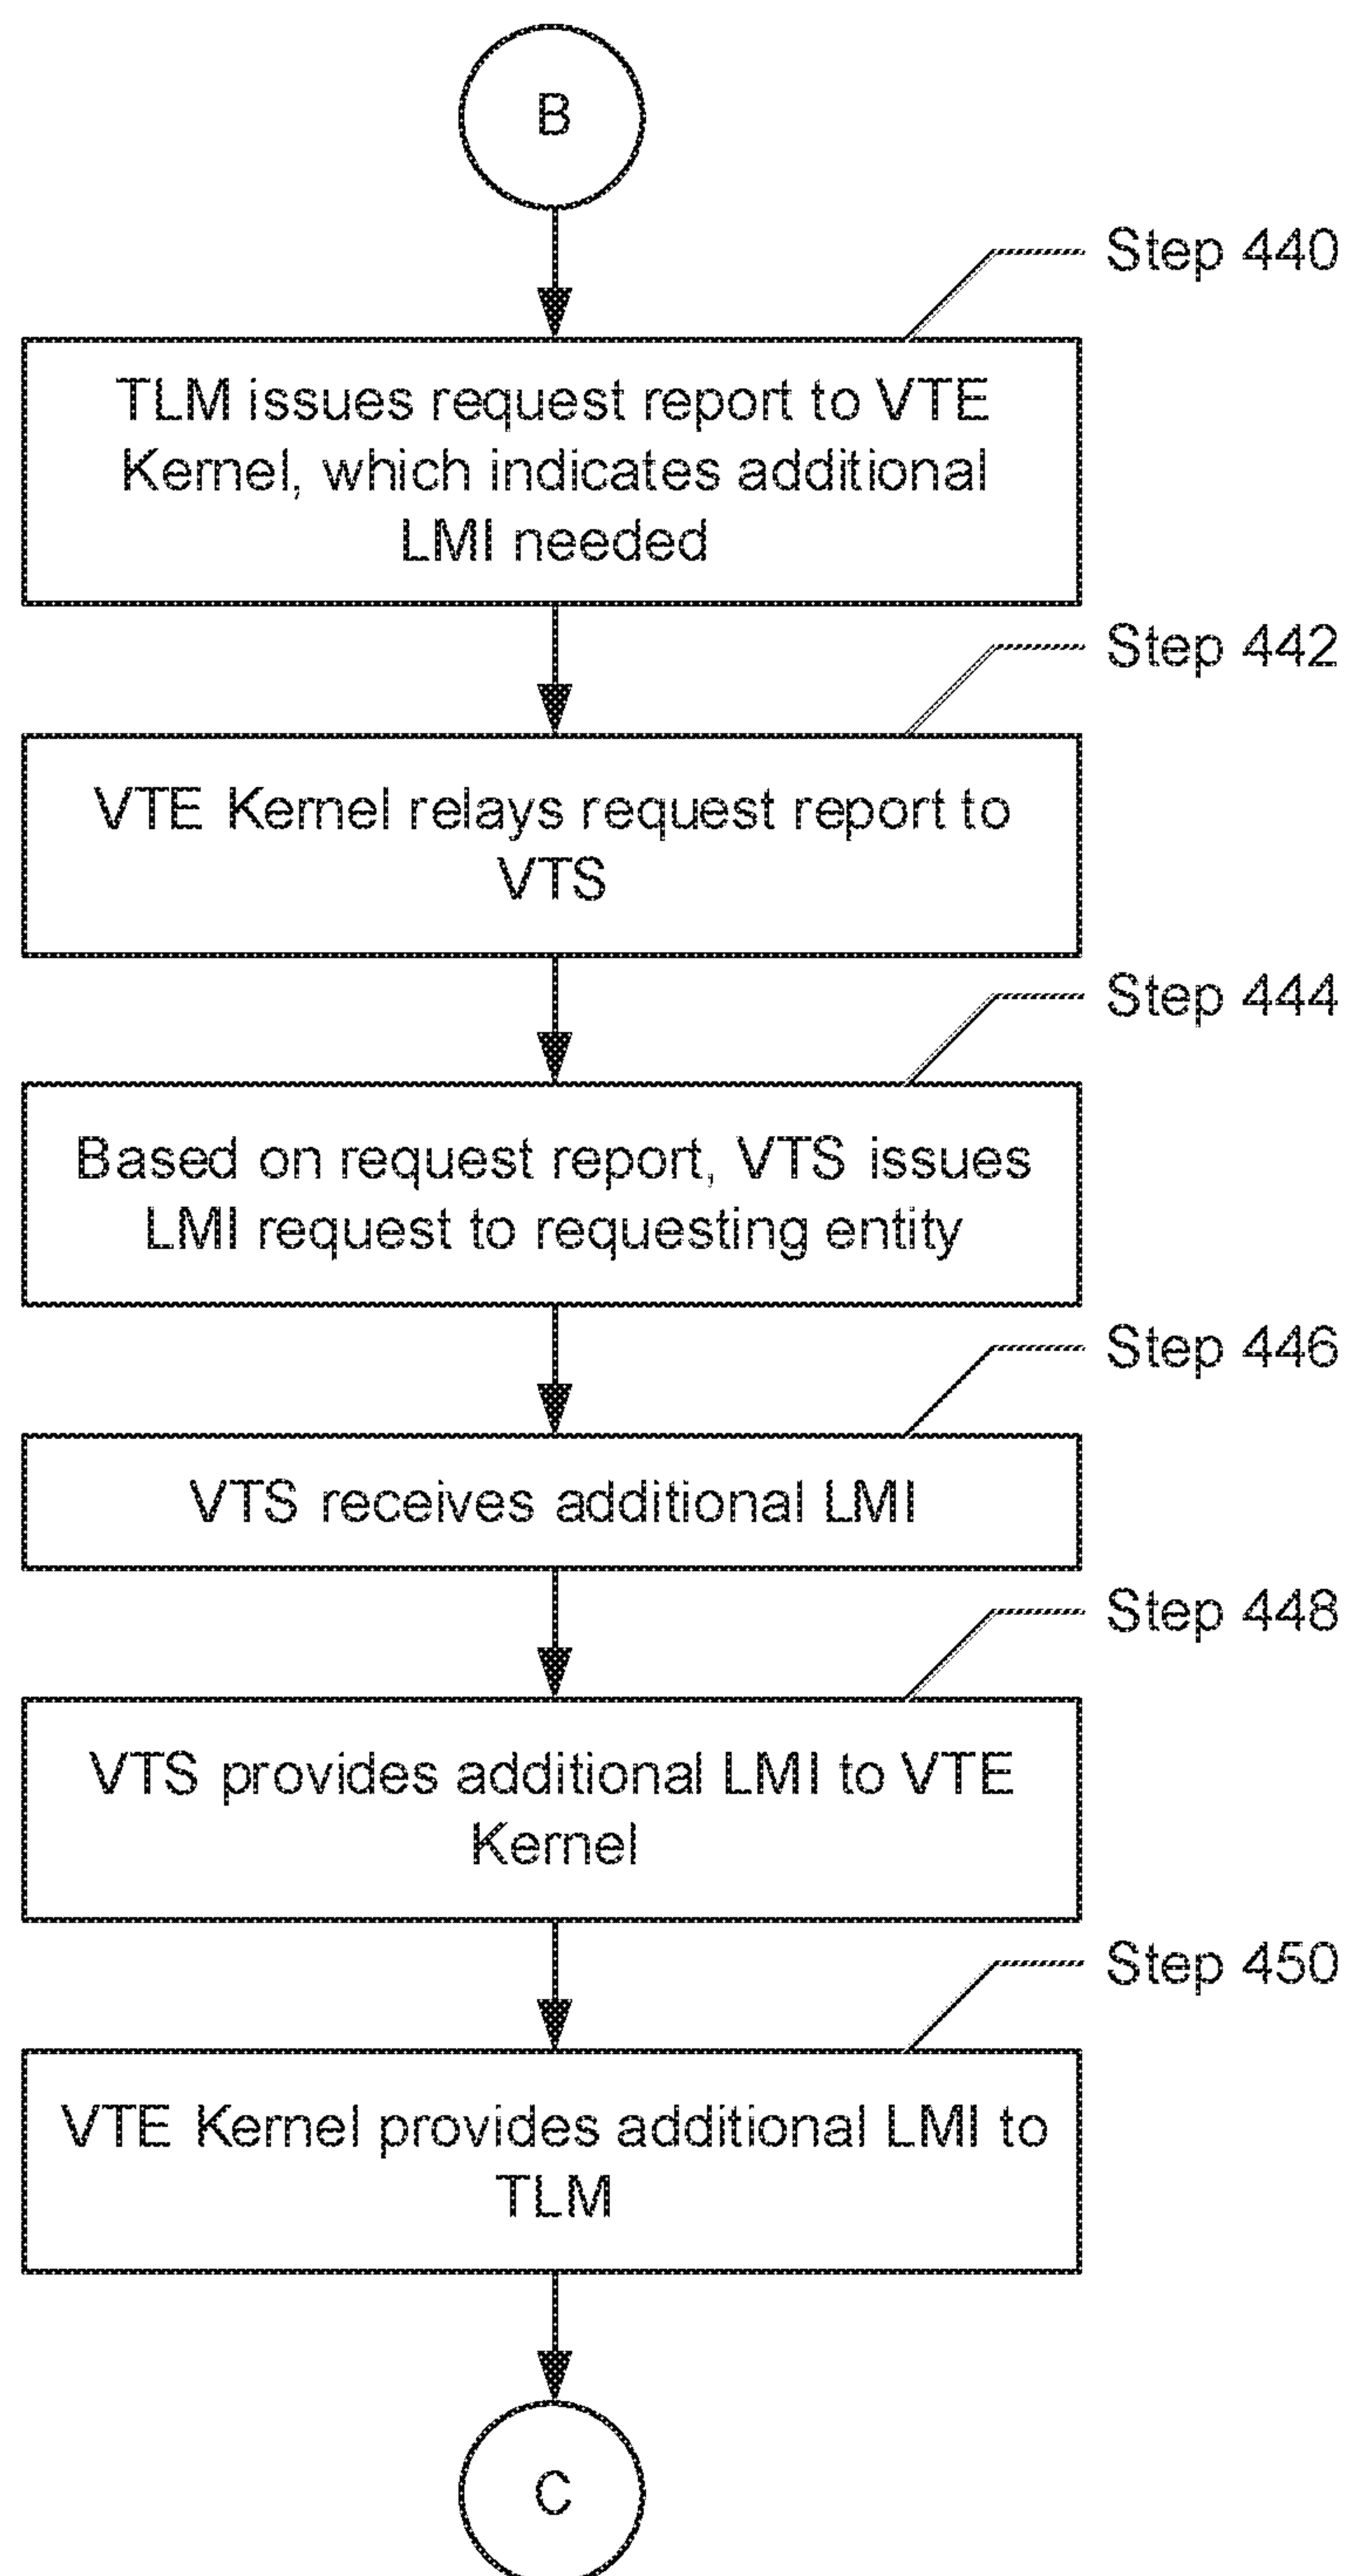 B
Step 440
TLM issues request report to VTE
Kernel, which indicates additional
LMI needed
Step 442
VTE Kernel relays request report to
VTS
Step 444
Based on request report, VTS issues
LMI request to requesting entity
Step 446
VTS receives additional LMI
Step 448
VTS provides additional LMI to VTE
Kernel
Step 450
VTE Kernel provides additional LMI to
TLM
C